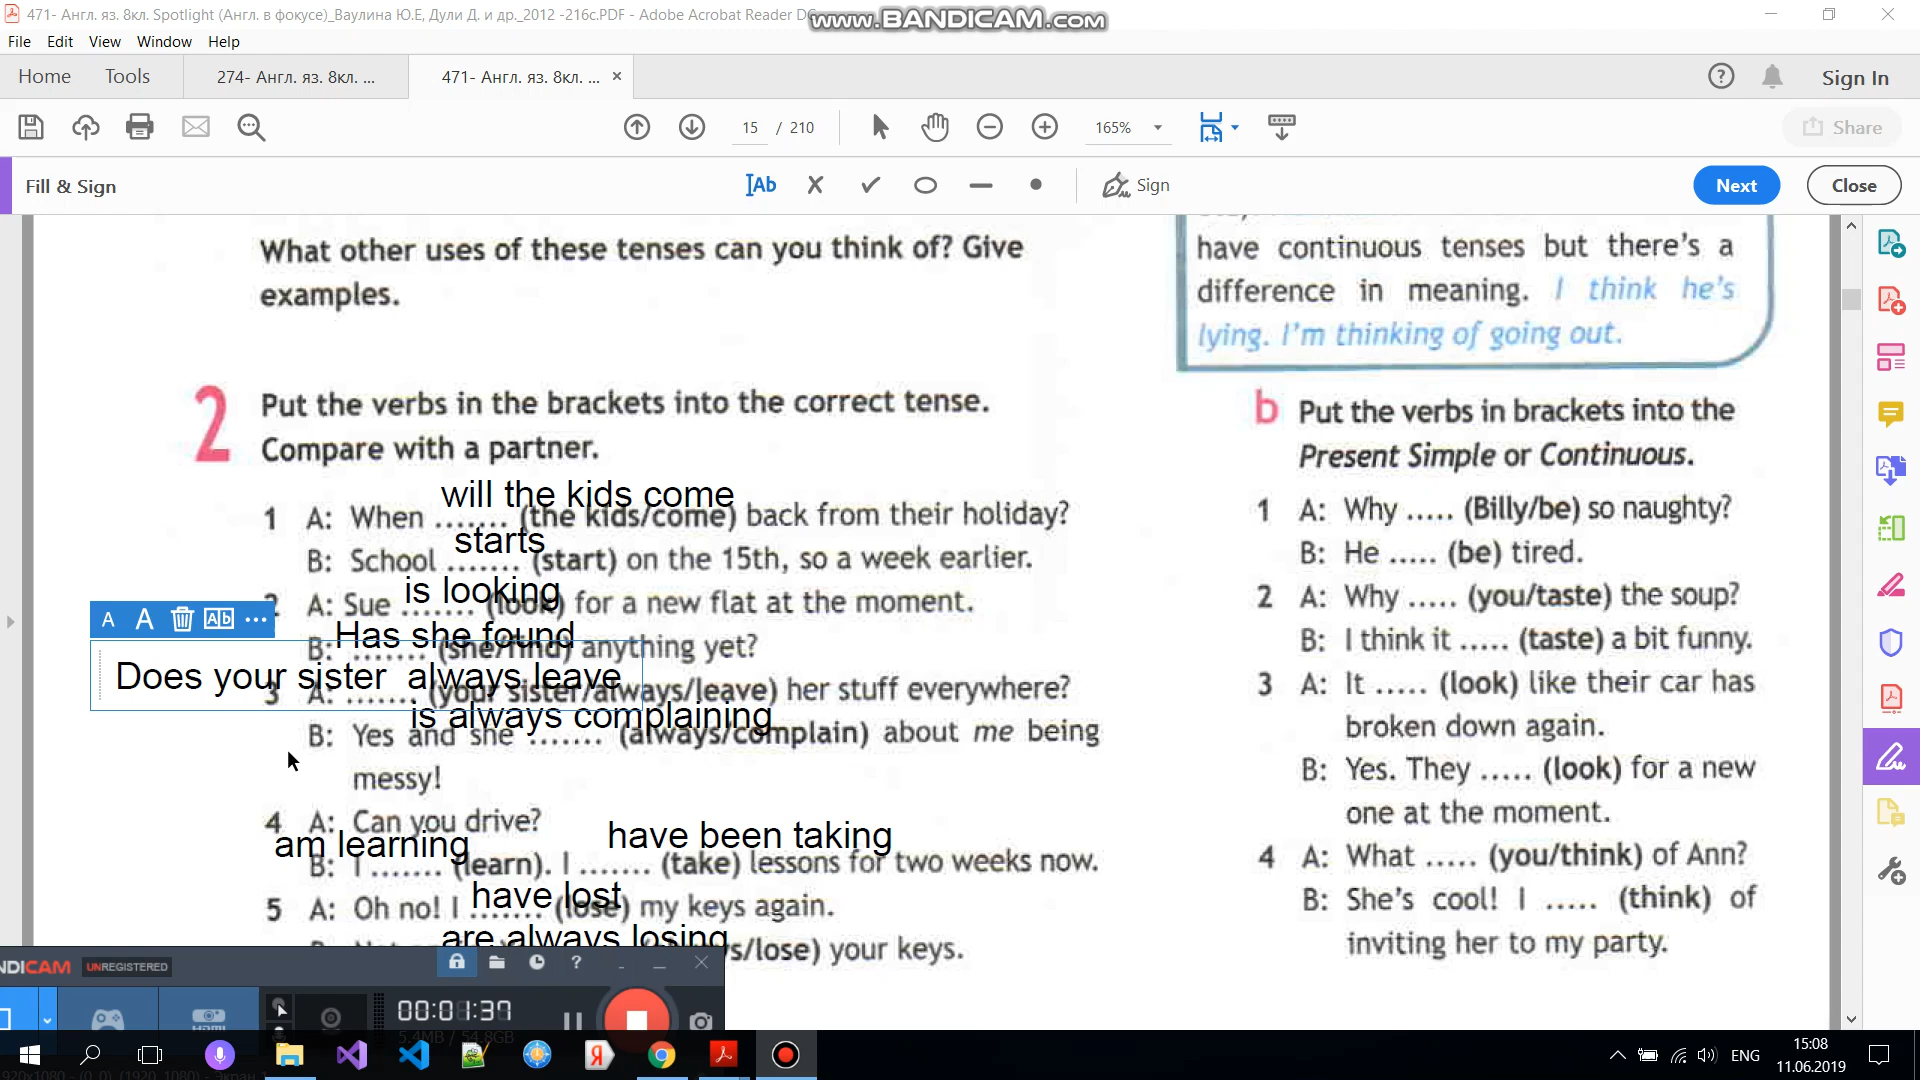 471- Англ. яз. 8кл. Spotlight (Англ. в фокусе)_Ваулина Ю.Е, Дули Д. и др._2012 -216с.PDF - Adobe Acrobat Reader DC
www.BANDICAM.com
File Edit View Window Help
Home Tools 274- Англ. яз. 8кл. ... 471- Англ. яз. 8кл. ... Sign In
15 / 210 165% Share
Fill & Sign Ab Sign Next Close
What other uses of these tenses can you think of? Give
examples.
have continuous tenses but there's a
difference in meaning. I think he's
lying. I'm thinking of going out.
2 Put the verbs in the brackets into the correct tense.
Compare with a partner.
will the kids come
1 A: When ....... (the kids/come) back from their holiday?
starts
B: School ....... (start) on the 15th, so a week earlier.
is looking
2 A: Sue ....... (look) for a new flat at the moment.
Has she found
B: ....... (she/find) anything yet?
Does your sister always leave
3 A: ....... (your sister/always/leave) her stuff everywhere?
is always complaining
B: Yes and she ....... (always/complain) about me being
messy!
4 A: Can you drive?
am learning have been taking
B: I ....... (learn). I ....... (take) lessons for two weeks now.
have lost
5 A: Oh no! I ....... (lose) my keys again.
are always losing
ys/lose) your keys.
b Put the verbs in brackets into the
Present Simple or Continuous.
1 A: Why ..... (Billy/be) so naughty?
B: He ..... (be) tired.
2 A: Why ..... (you/taste) the soup?
B: I think it ..... (taste) a bit funny.
3 A: It ..... (look) like their car has
broken down again.
B: Yes. They ..... (look) for a new
one at the moment.
4 A: What ..... (you/think) of Ann?
B: She's cool! I ..... (think) of
inviting her to my party.
NDICAM UNREGISTERED
00:01:37
5.4MB / 54.8GB
ENG 15:08
11.06.2019